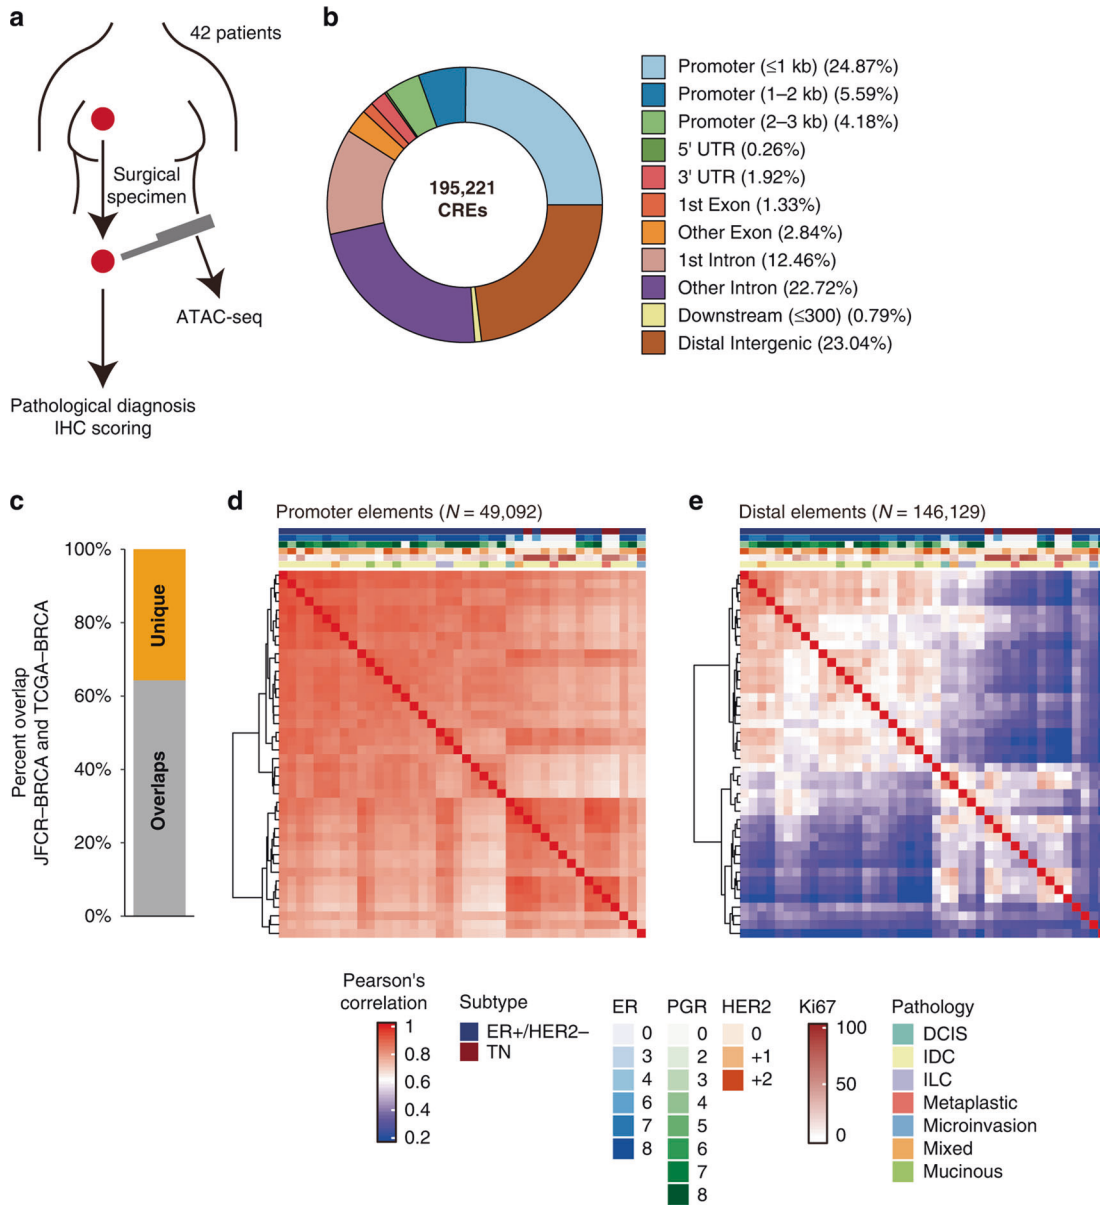 a
42 patients
Surgical
specimen
ATAC-seq
Pathological diagnosis
IHC scoring
b
195,221
CREs
Promoter (≤1 kb) (24.87%)
Promoter (1–2 kb) (5.59%)
Promoter (2–3 kb) (4.18%)
5' UTR (0.26%)
3' UTR (1.92%)
1st Exon (1.33%)
Other Exon (2.84%)
1st Intron (12.46%)
Other Intron (22.72%)
Downstream (≤300) (0.79%)
Distal Intergenic (23.04%)
c
Percent overlap
JFCR–BRCA and TCGA–BRCA
100%
80%
60%
40%
20%
0%
Unique
Overlaps
d
Promoter elements (N = 49,092)
e
Distal elements (N = 146,129)
Pearson's
correlation
1
0.8
0.6
0.4
0.2
Subtype
ER+/HER2–
TN
ER
0
3
4
6
7
8
PGR
0
2
3
4
5
6
7
8
HER2
0
+1
+2
Ki67
100
50
0
Pathology
DCIS
IDC
ILC
Metaplastic
Microinvasion
Mixed
Mucinous